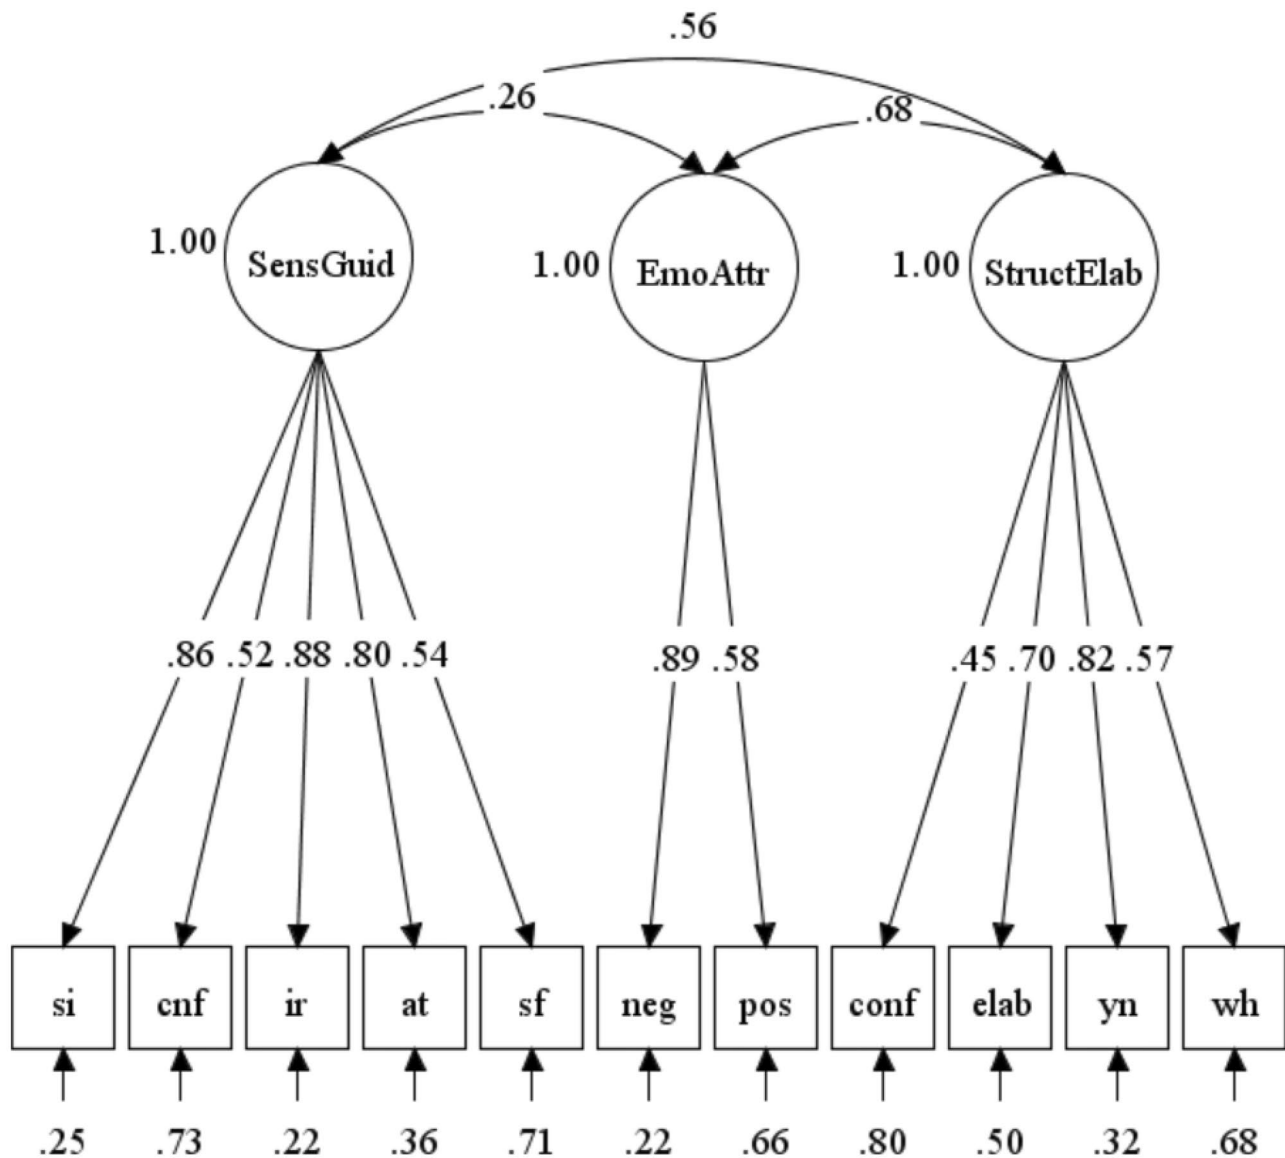 .56
.26
.68
1.00 SensGuid 1.00 EmoAttr 1.00 StructElab
.86 .52 .88 .80 .54 .89 .58 .45 .70 .82 .57
si cnf ir at sf neg pos conf elab yn wh
.25 .73 .22 .36 .71 .22 .66 .80 .50 .32 .68